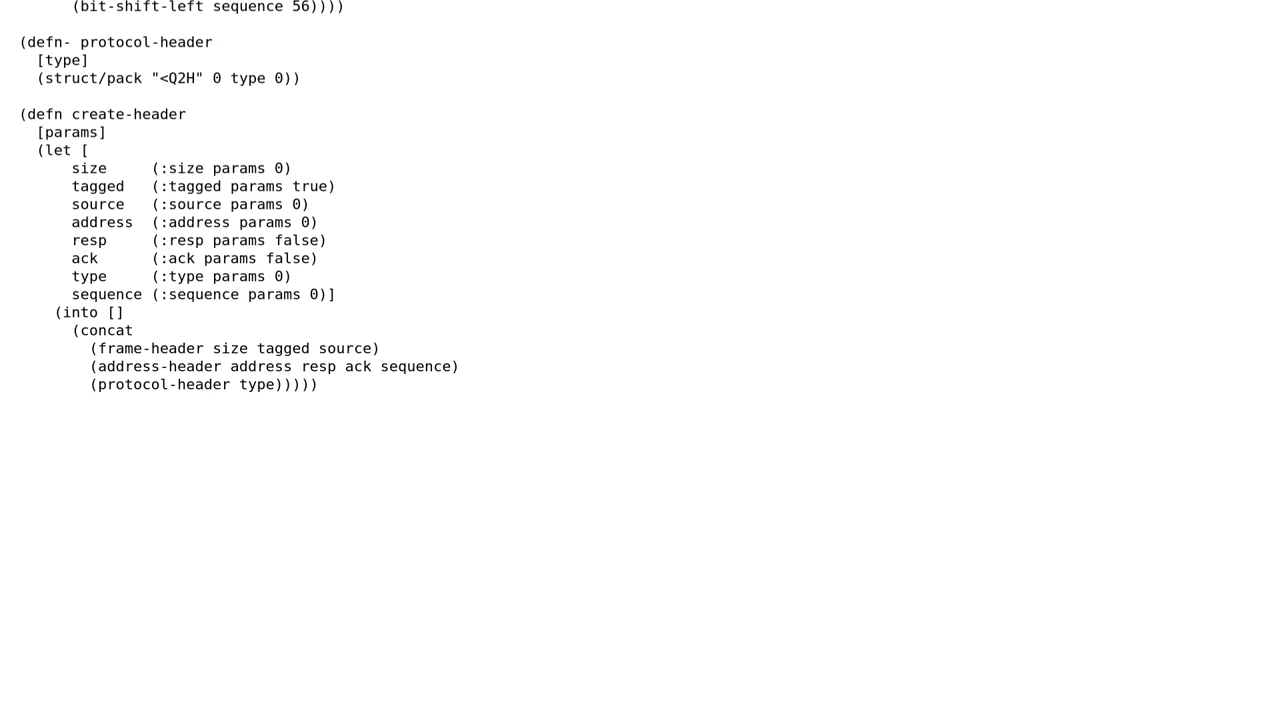 (bit-shift-left sequence 56))))

(defn- protocol-header
  [type]
  (struct/pack "<Q2H" 0 type 0))

(defn create-header
  [params]
  (let [
      size     (:size params 0)
      tagged   (:tagged params true)
      source   (:source params 0)
      address  (:address params 0)
      resp     (:resp params false)
      ack      (:ack params false)
      type     (:type params 0)
      sequence (:sequence params 0)]
    (into []
      (concat
        (frame-header size tagged source)
        (address-header address resp ack sequence)
        (protocol-header type)))))